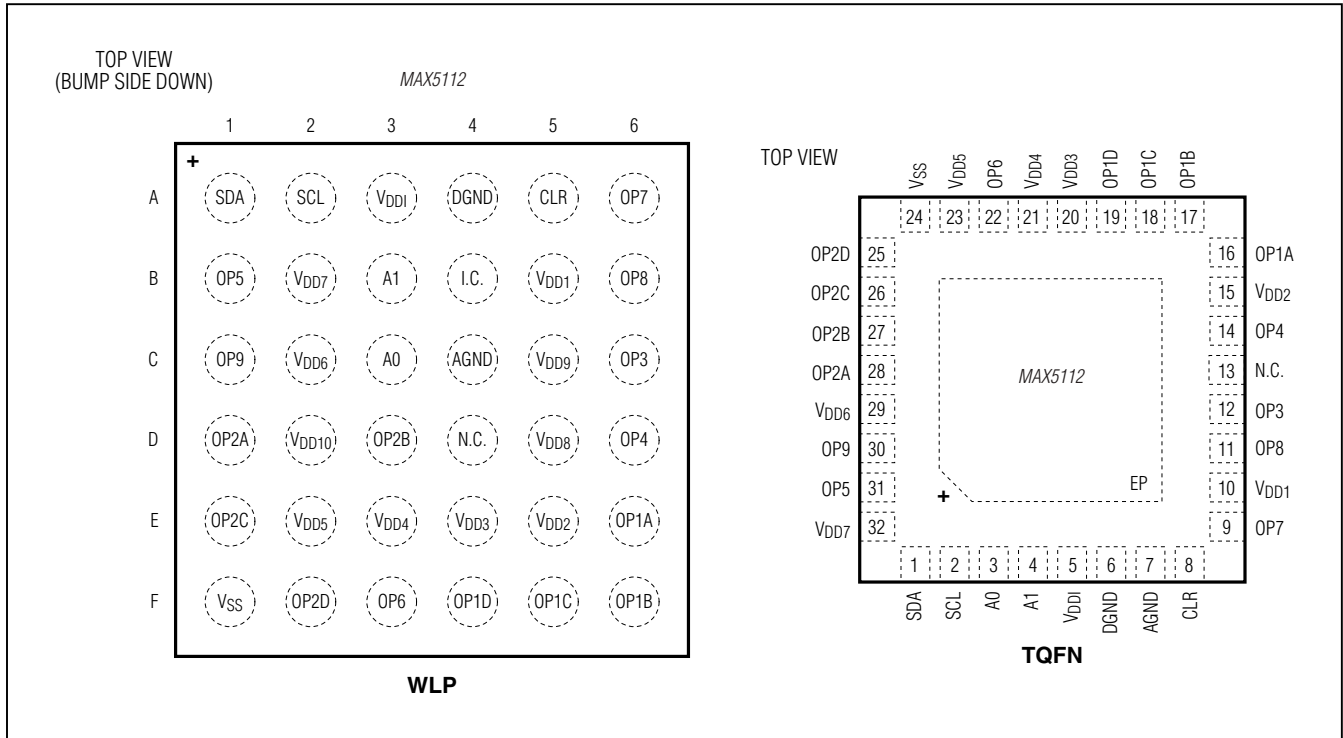 TOP VIEW
(BUMP SIDE DOWN)
MAX5112
1 2 3 4 5 6
+
A SDA SCL VDDI DGND CLR OP7
B OP5 VDD7 A1 I.C. VDD1 OP8
C OP9 VDD6 A0 AGND VDD9 OP3
D OP2A VDD10 OP2B N.C. VDD8 OP4
E OP2C VDD5 VDD4 VDD3 VDD2 OP1A
F VSS OP2D OP6 OP1D OP1C OP1B
WLP
TOP VIEW
VSS VDD5 OP6 VDD4 VDD3 OP1D OP1C OP1B
24 23 22 21 20 19 18 17
OP2D 25 16 OP1A
OP2C 26 15 VDD2
OP2B 27 14 OP4
OP2A 28 MAX5112 13 N.C.
VDD6 29 12 OP3
OP9 30 11 OP8
OP5 31 + EP 10 VDD1
VDD7 32 9 OP7
1 2 3 4 5 6 7 8
SDA SCL A0 A1 VDDI DGND AGND CLR
TQFN